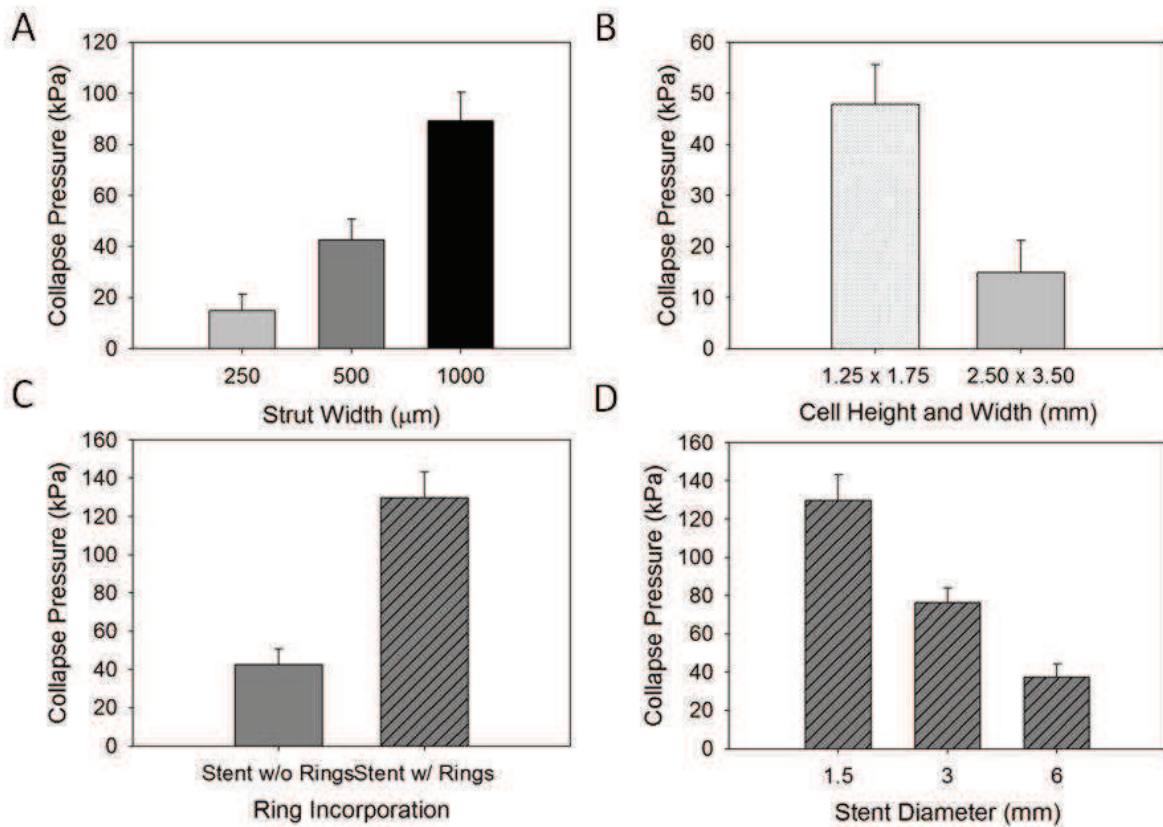 A
Collapse Pressure (kPa)
120
100
80
60
40
20
0
250 500 1000
Strut Width (μm)
B
Collapse Pressure (kPa)
60
50
40
30
20
10
0
1.25 x 1.75 2.50 x 3.50
Cell Height and Width (mm)
C
Collapse Pressure (kPa)
160
140
120
100
80
60
40
20
0
Stent w/o Rings Stent w/ Rings
Ring Incorporation
D
Collapse Pressure (kPa)
160
140
120
100
80
60
40
20
0
1.5 3 6
Stent Diameter (mm)